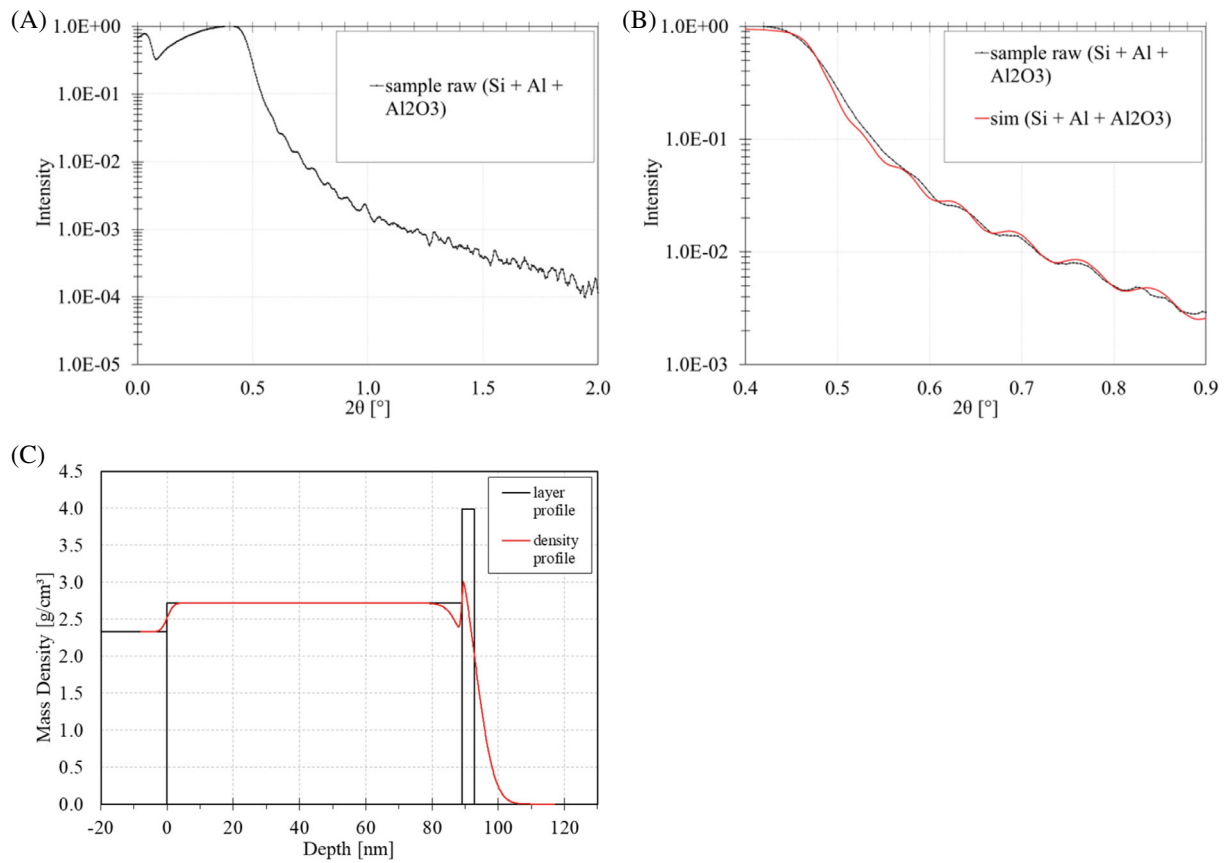 (A)
1.0E+00
1.0E-01
1.0E-02
1.0E-03
1.0E-04
1.0E-05
Intensity
sample raw (Si + Al +
Al2O3)
0.0 0.5 1.0 1.5 2.0
2θ [°]
(B)
1.0E+00
1.0E-01
1.0E-02
1.0E-03
Intensity
sample raw (Si + Al +
Al2O3)
sim (Si + Al + Al2O3)
0.4 0.5 0.6 0.7 0.8 0.9
2θ [°]
(C)
4.5
4.0
3.5
3.0
2.5
2.0
1.5
1.0
0.5
0.0
Mass Density [g/cm³]
layer
profile
density
profile
-20 0 20 40 60 80 100 120
Depth [nm]